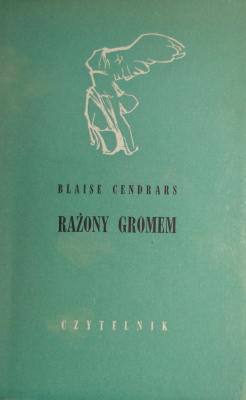 BLAISE CENDRARS
RAŻONY GROMEM
CZYTELNIK